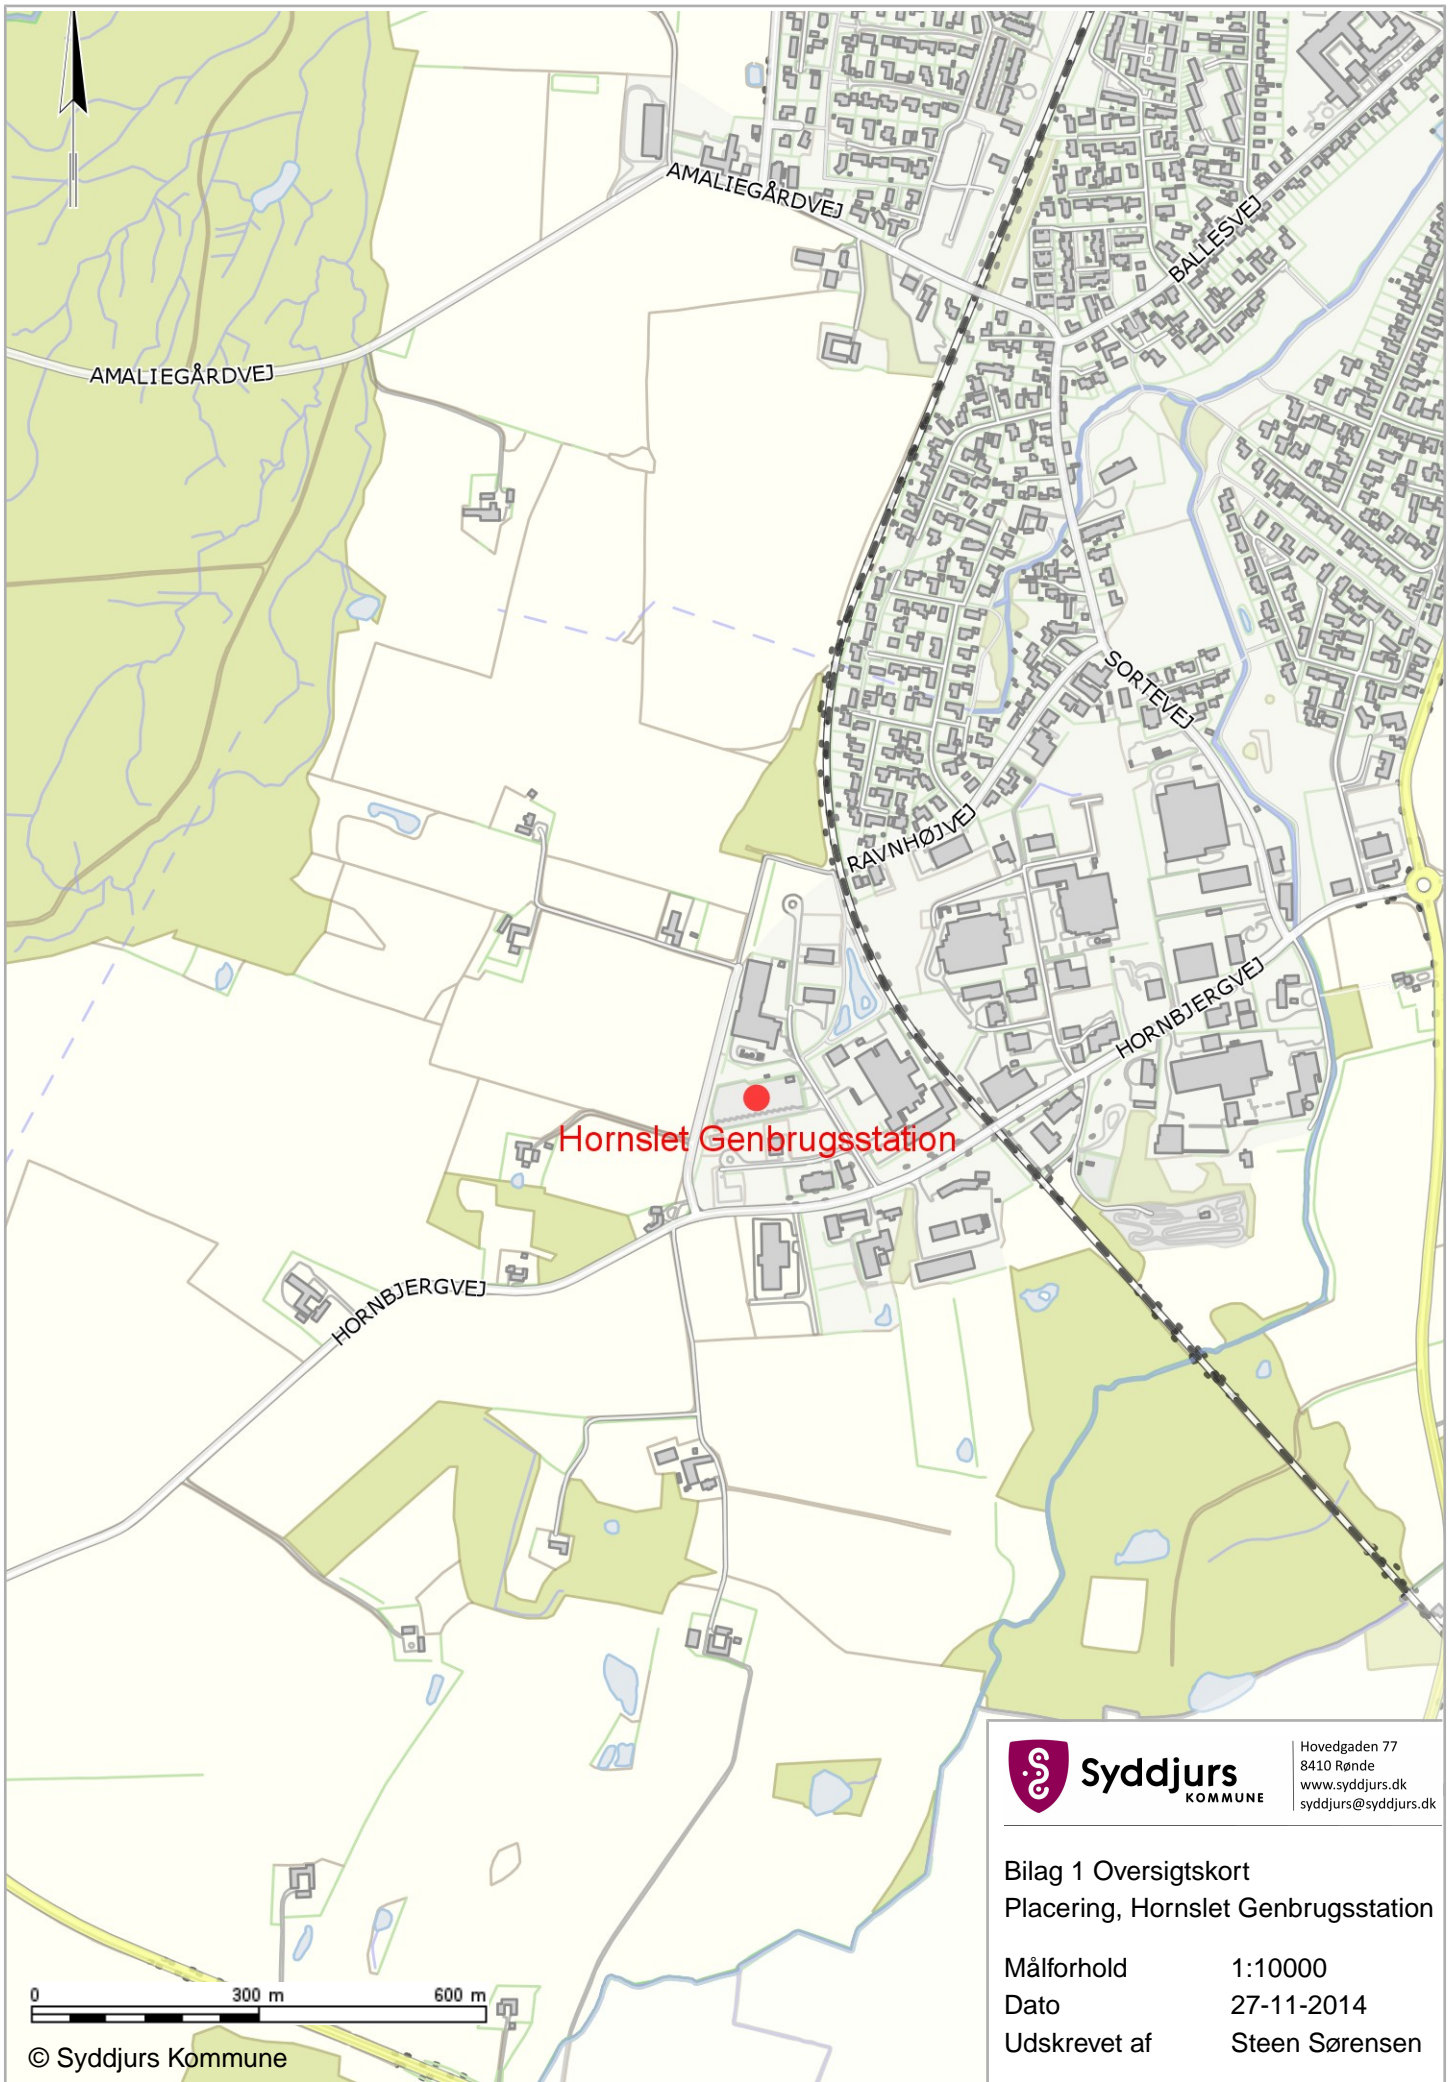 AMALIEGÅRDVEJ
BALLESVEJ
AMALIEGÅRDVEJ
SORTEVEJ
RAVNHØJVEJ
HORNBJERGVEJ
Hornslet Genbrugsstation
HORNBJERGVEJ
Syddjurs
KOMMUNE
Hovedgaden 77
8410 Rønde
www.syddjurs.dk
syddjurs@syddjurs.dk
Bilag 1 Oversigtskort
Placering, Hornslet Genbrugsstation
Målforhold 1:10000
Dato 27-11-2014
Udskrevet af Steen Sørensen
0 300 m 600 m
© Syddjurs Kommune